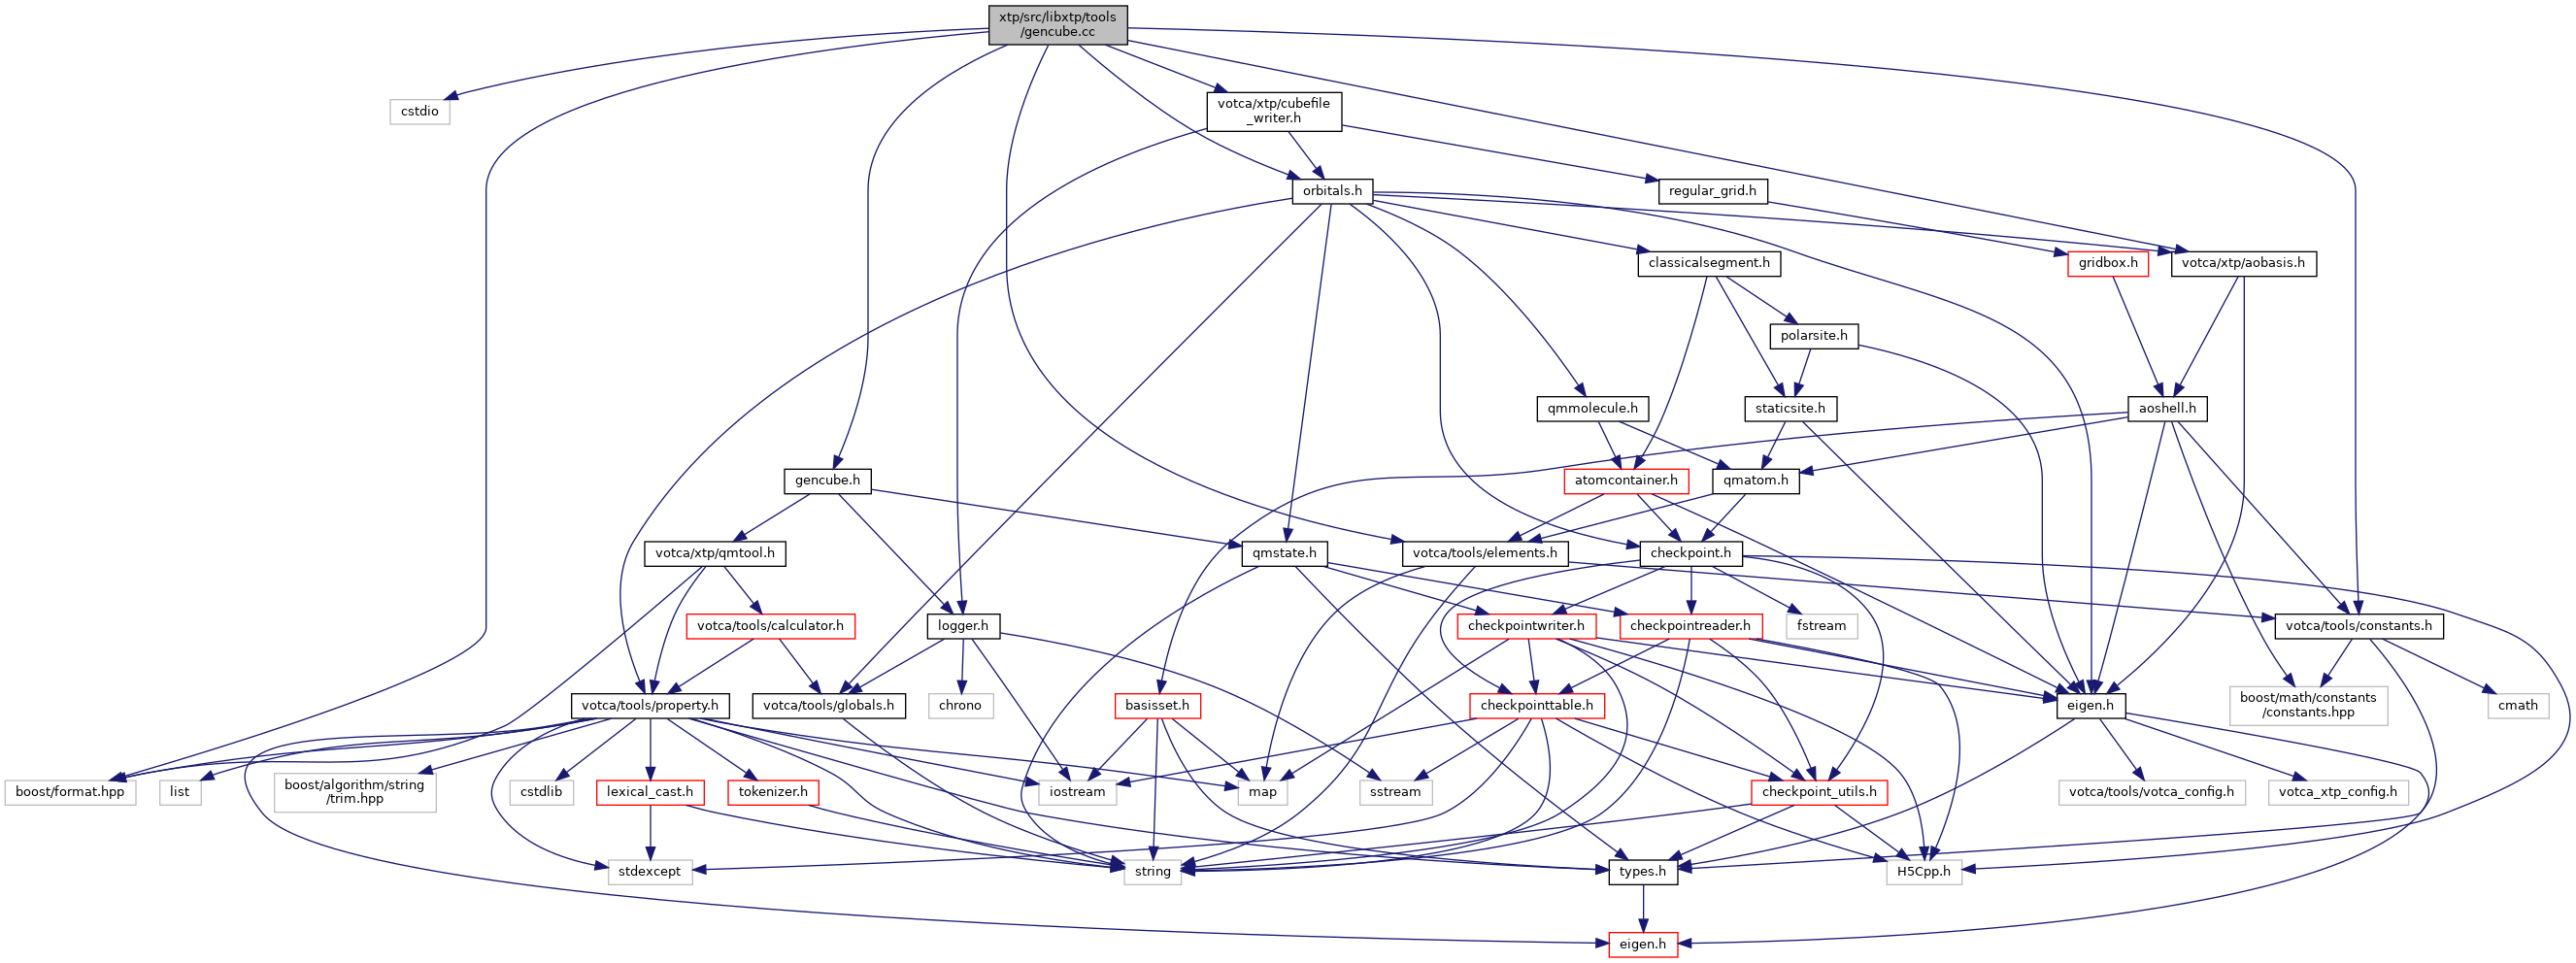 xtp/src/libxtp/tools
/gencube.cc
cstdio
votca/xtp/cubefile
_writer.h
orbitals.h
regular_grid.h
classicalsegment.h
gridbox.h
votca/xtp/aobasis.h
polarsite.h
qmmolecule.h
staticsite.h
aoshell.h
gencube.h
atomcontainer.h
qmatom.h
votca/xtp/qmtool.h
qmstate.h
votca/tools/elements.h
checkpoint.h
votca/tools/calculator.h
logger.h
checkpointwriter.h
checkpointreader.h
fstream
votca/tools/constants.h
votca/tools/property.h
votca/tools/globals.h
chrono
basisset.h
checkpointtable.h
eigen.h
boost/math/constants
/constants.hpp
cmath
boost/format.hpp
list
boost/algorithm/string
/trim.hpp
cstdlib
lexical_cast.h
tokenizer.h
iostream
map
sstream
checkpoint_utils.h
votca/tools/votca_config.h
votca_xtp_config.h
stdexcept
string
types.h
H5Cpp.h
eigen.h